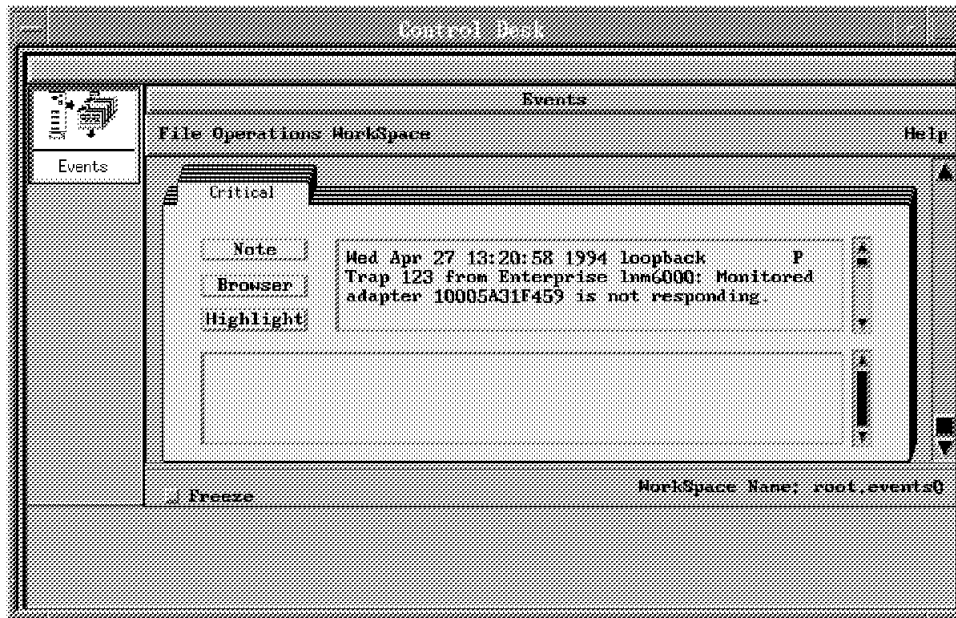 Control Desk
Events
File Operations WorkSpace Help
Events
Critical
Note
Browser
Highlight
Wed Apr 27 13:20:58 1994 loopback P
Trap 123 from Enterprise lnm6000: Monitored
adapter 10005A31F459 is not responding.
Freeze
WorkSpace Name: root.events0